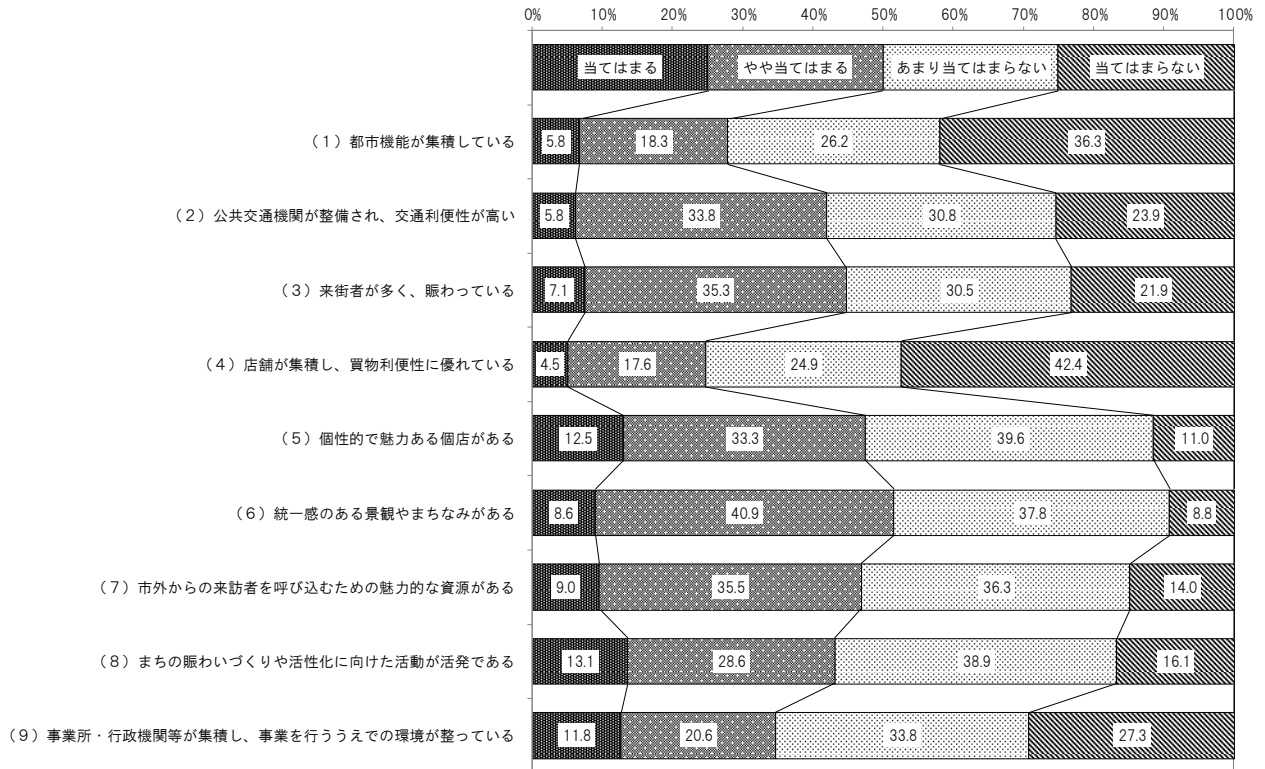 0% 10% 20% 30% 40% 50% 60% 70% 80% 90% 100%
当てはまる やや当てはまる あまり当てはまらない 当てはまらない
（１）都市機能が集積している 5.8 18.3 26.2 36.3
（２）公共交通機関が整備され、交通利便性が高い 5.8 33.8 30.8 23.9
（３）来街者が多く、賑わっている 7.1 35.3 30.5 21.9
（４）店舗が集積し、買物利便性に優れている 4.5 17.6 24.9 42.4
（５）個性的で魅力ある個店がある 12.5 33.3 39.6 11.0
（６）統一感のある景観やまちなみがある 8.6 40.9 37.8 8.8
（７）市外からの来訪者を呼び込むための魅力的な資源がある 9.0 35.5 36.3 14.0
（８）まちの賑わいづくりや活性化に向けた活動が活発である 13.1 28.6 38.9 16.1
（９）事業所・行政機関等が集積し、事業を行ううえでの環境が整っている 11.8 20.6 33.8 27.3